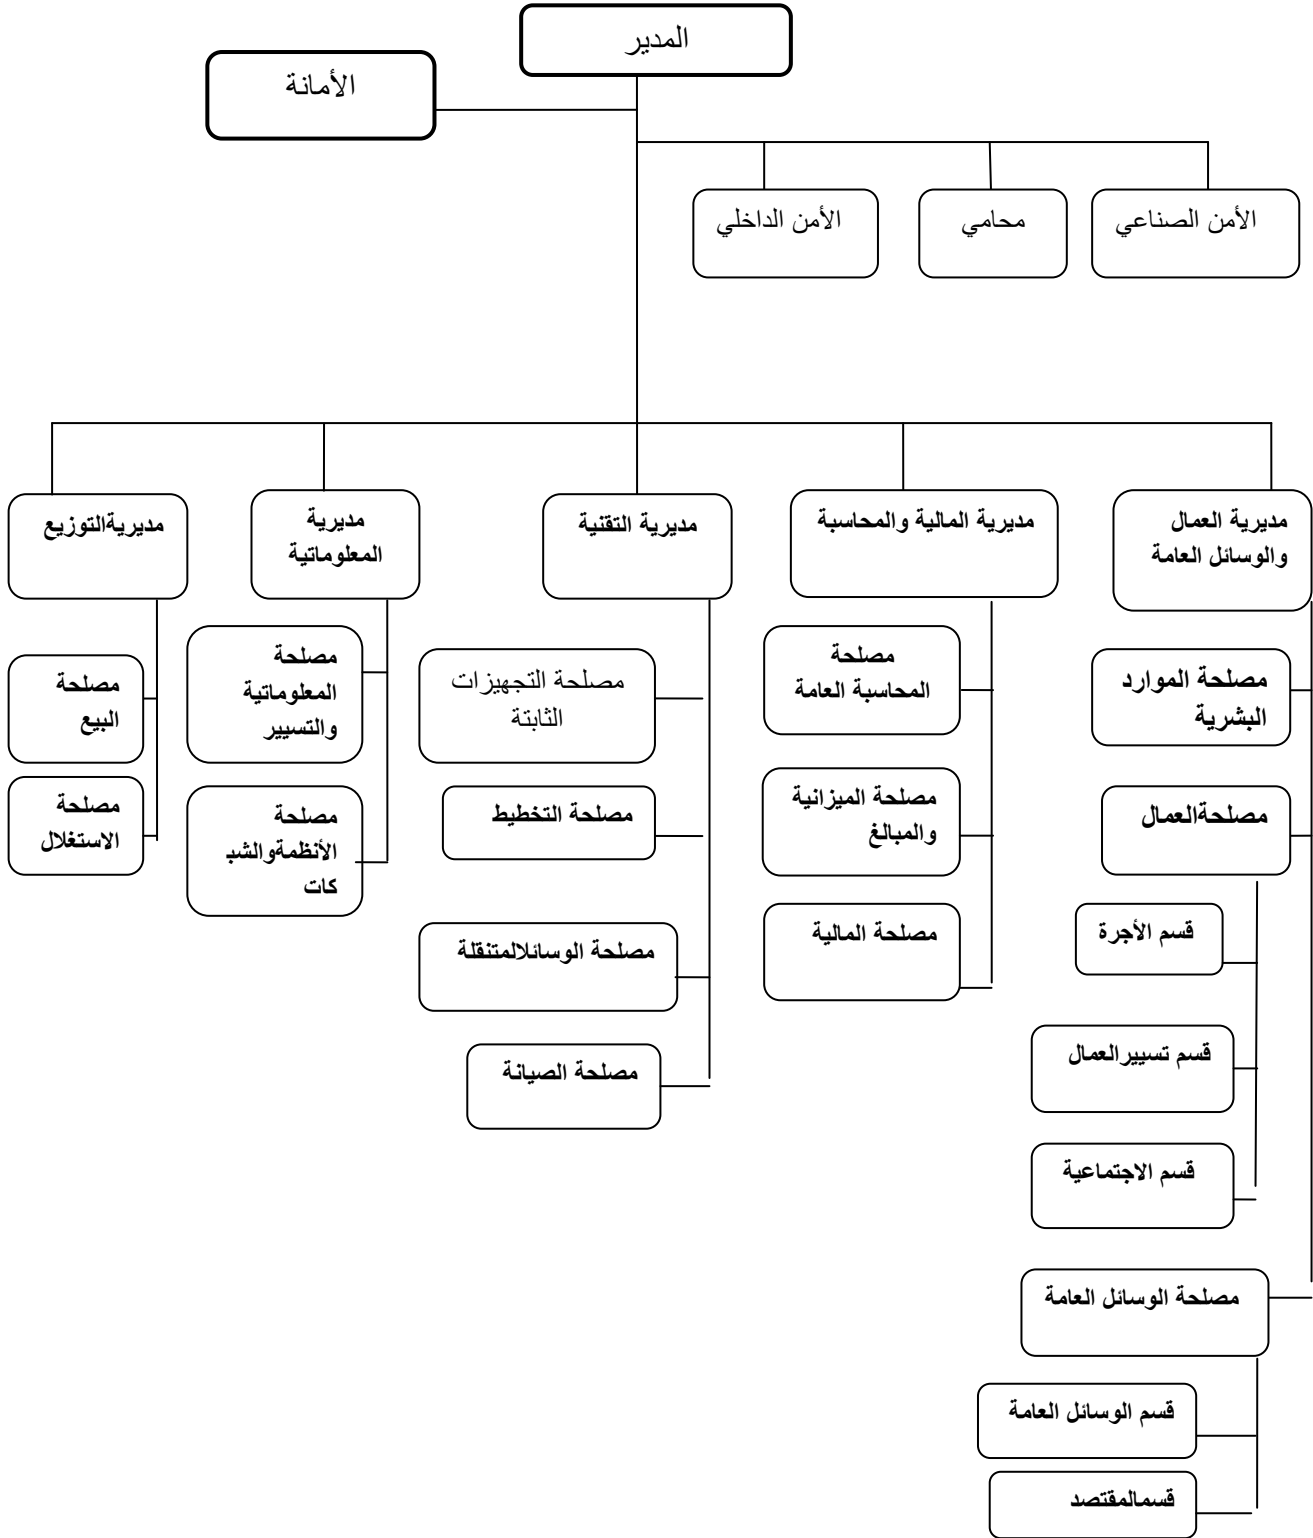 المدير
الأمانة
الأمن الصناعي
محامي
الأمن الداخلي
مديرية العمال
والوسائل العامة
مديرية المالية والمحاسبة
مديرية التقنية
مديرية
المعلوماتية
مديريةالتوزيع
مصلحة الموارد
البشرية
مصلحةالعمال
قسم الأجرة
قسم تسييرالعمال
قسم الاجتماعية
مصلحة الوسائل العامة
قسم الوسائل العامة
قسمالمقتصد
مصلحة
المحاسبة العامة
مصلحة الميزانية
والمبالغ
مصلحة المالية
مصلحة التجهيزات
الثابتة
مصلحة التخطيط
مصلحة الوسائلالمتنقلة
مصلحة الصيانة
مصلحة
المعلوماتية
والتسيير
مصلحة
الأنظمةوالشب
كات
مصلحة
البيع
مصلحة
الاستغلال